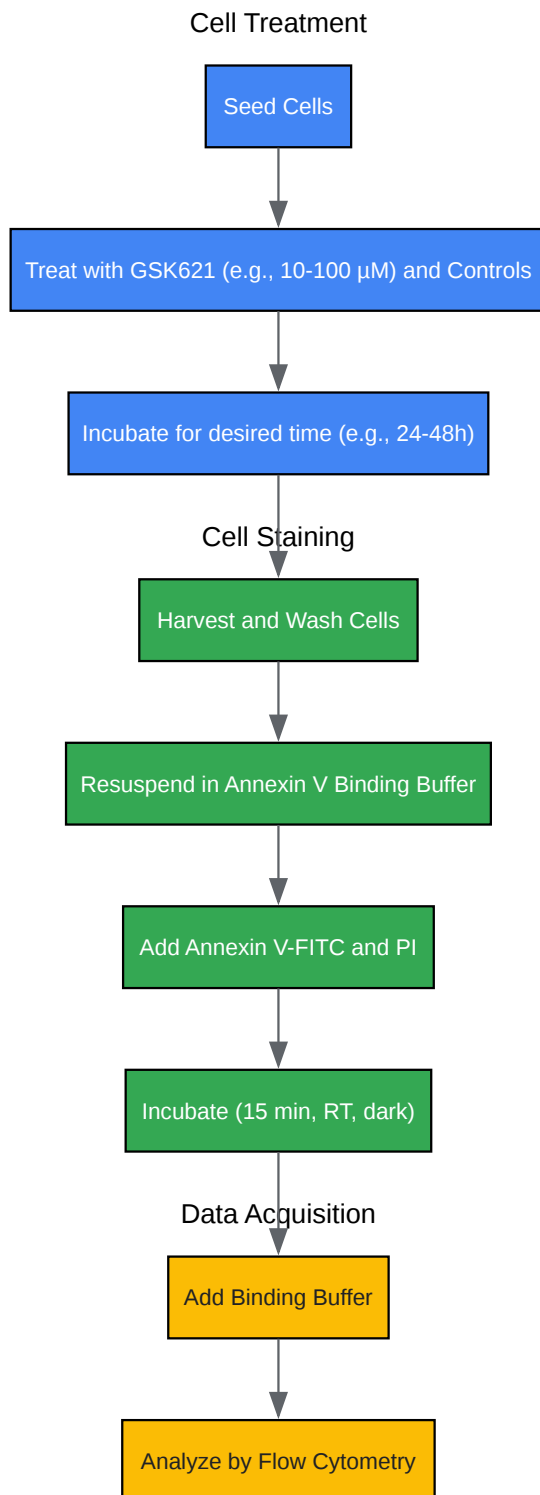 Cell Treatment
Seed Cells
Treat with GSK621 (e.g., 10-100 µM) and Controls
Incubate for desired time (e.g., 24-48h)
Cell Staining
Harvest and Wash Cells
Resuspend in Annexin V Binding Buffer
Add Annexin V-FITC and PI
Incubate (15 min, RT, dark)
Data Acquisition
Add Binding Buffer
Analyze by Flow Cytometry